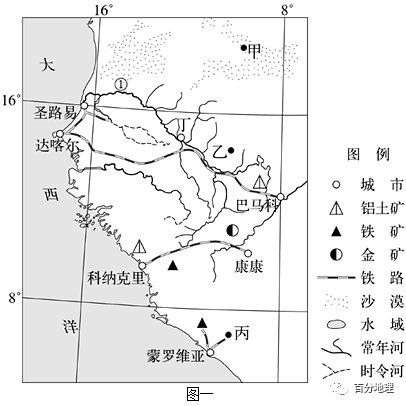 16°
8°
甲
大
①
16°
圣路易
达喀尔
丁
乙
巴马科
西
科纳克里
康康
8°
洋
丙
蒙罗维亚
图例
城市
铝土矿
铁矿
金矿
铁路
沙漠
水域
常年河
时令河
百分地理
图一